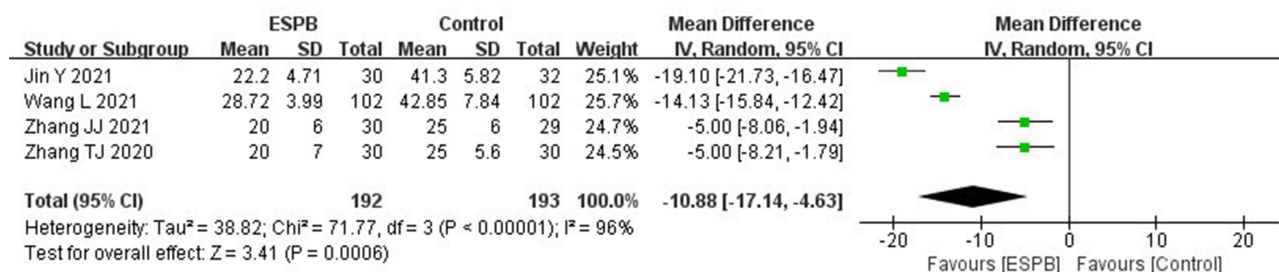 ESPB Control Mean Difference Mean Difference
Study or Subgroup Mean SD Total Mean SD Total Weight IV, Random, 95% CI IV, Random, 95% CI
Jin Y 2021 22.2 4.71 30 41.3 5.82 32 25.1% -19.10 [-21.73, -16.47]
Wang L 2021 28.72 3.99 102 42.85 7.84 102 25.7% -14.13 [-15.84, -12.42]
Zhang JJ 2021 20 6 30 25 6 29 24.7% -5.00 [-8.06, -1.94]
Zhang TJ 2020 20 7 30 25 5.6 30 24.5% -5.00 [-8.21, -1.79]
Total (95% CI) 192 193 100.0% -10.88 [-17.14, -4.63]
Heterogeneity: Tau² = 38.82; Chi² = 71.77, df = 3 (P < 0.00001); I² = 96%
Test for overall effect: Z = 3.41 (P = 0.0006)
-20 -10 0 10 20
Favours [ESPB] Favours [Control]